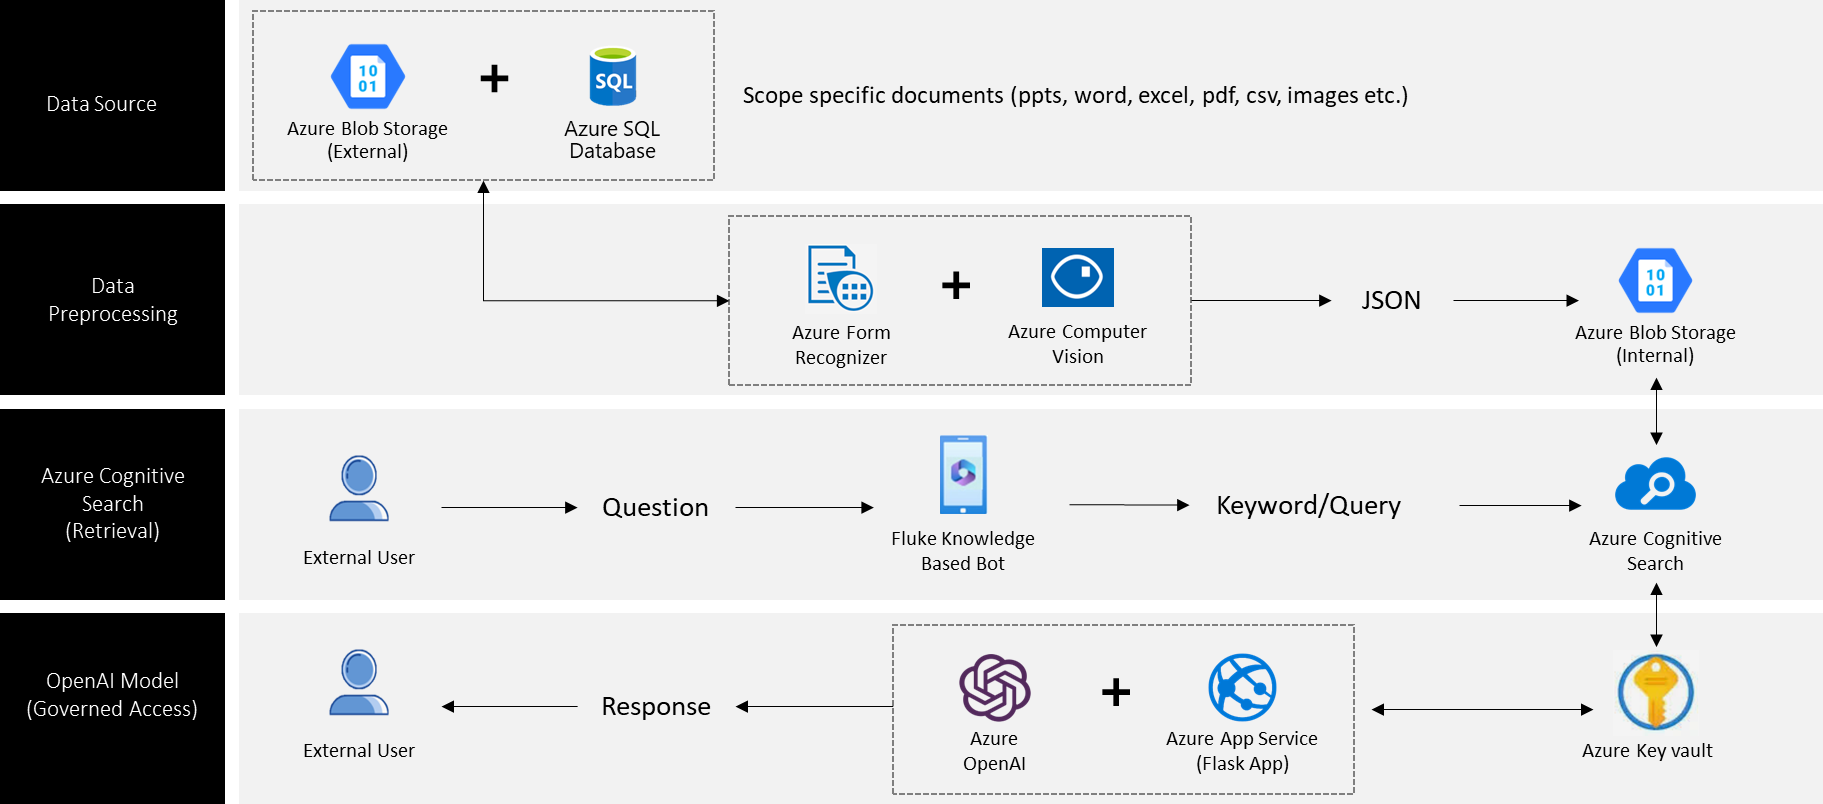 Data Source
10
01
Azure Blob Storage
(External)
SQL
Azure SQL
Database
Scope specific documents (ppts, word, excel, pdf, csv, images etc.)
Data
Preprocessing
Azure Form
Recognizer
Azure Computer
Vision
JSON
10
01
Azure Blob Storage
(Internal)
Azure Cognitive
Search
(Retrieval)
External User
Question
Fluke Knowledge
Based Bot
Keyword/Query
Azure Cognitive
Search
OpenAI Model
(Governed Access)
External User
Response
Azure
OpenAI
Azure App Service
(Flask App)
Azure Key vault